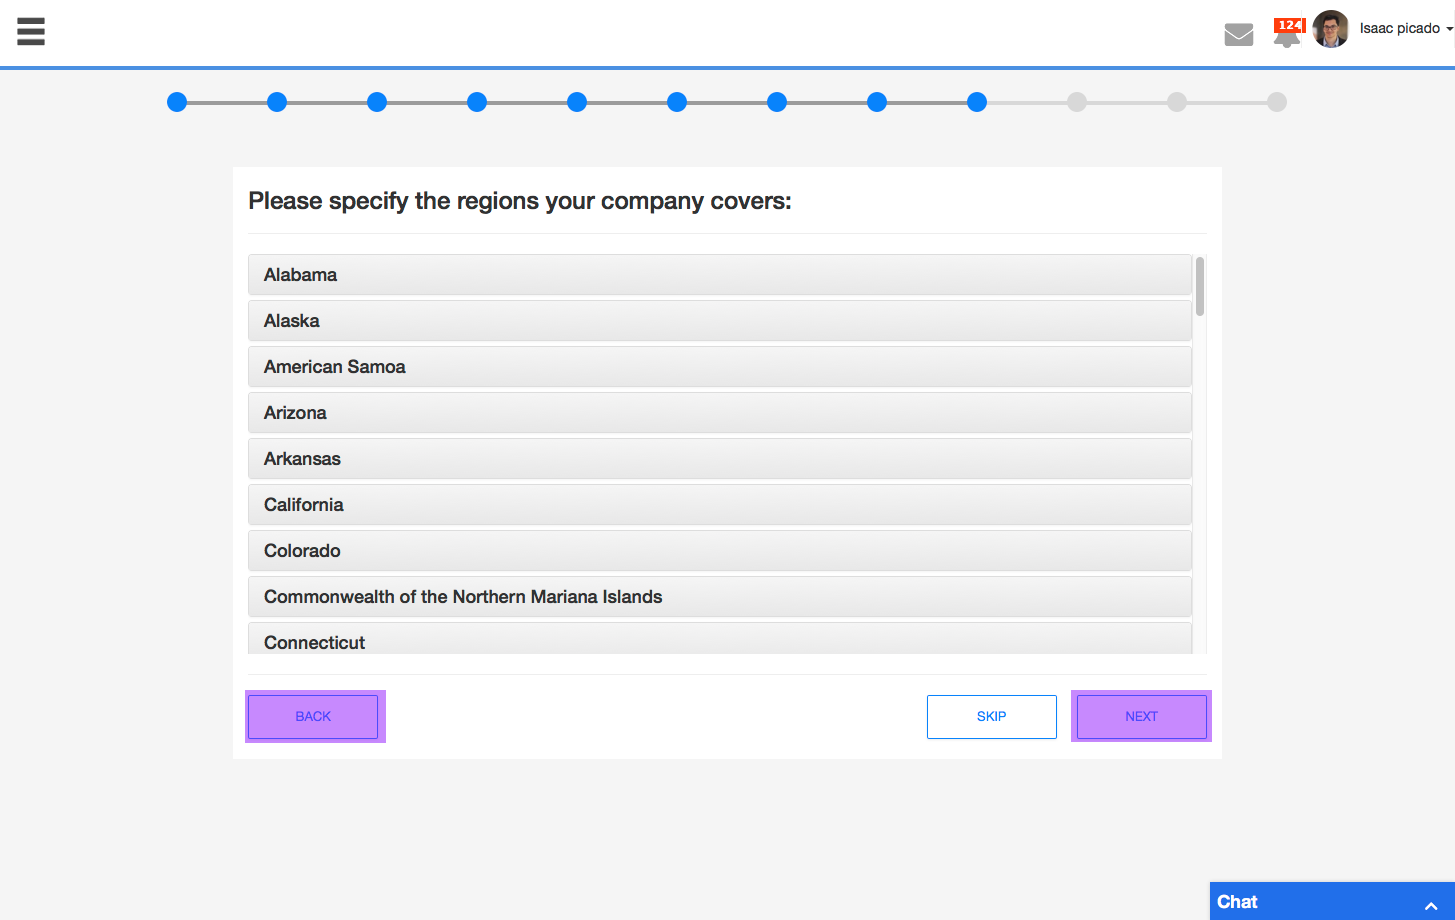 124
Isaac picado
Please specify the regions your company covers:
Alabama
Alaska
American Samoa
Arizona
Arkansas
California
Colorado
Commonwealth of the Northern Mariana Islands
Connecticut
BACK
SKIP
NEXT
Chat